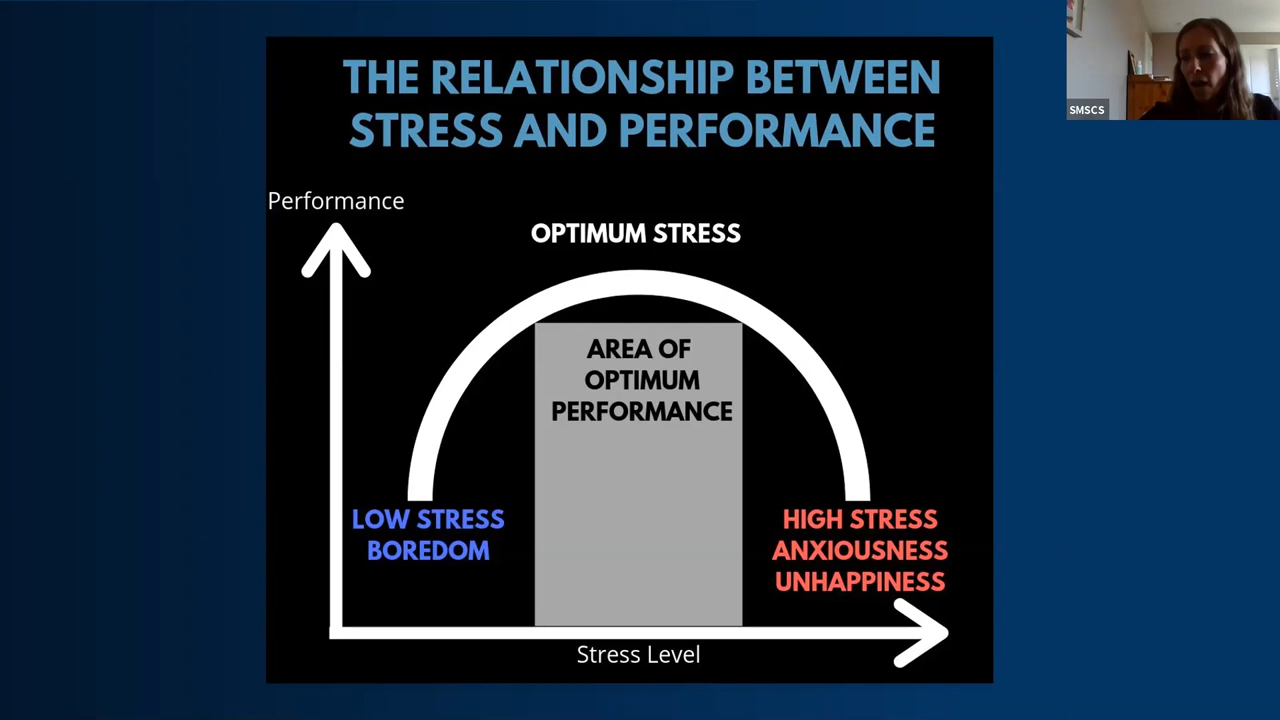 THE RELATIONSHIP BETWEEN
STRESS AND PERFORMANCE
SMSCS
Performance
OPTIMUM STRESS
AREA OF
OPTIMUM
PERFORMANCE
LOW STRESS
BOREDOM
HIGH STRESS
ANXIOUSNESS
UNHAPPINESS
Stress Level